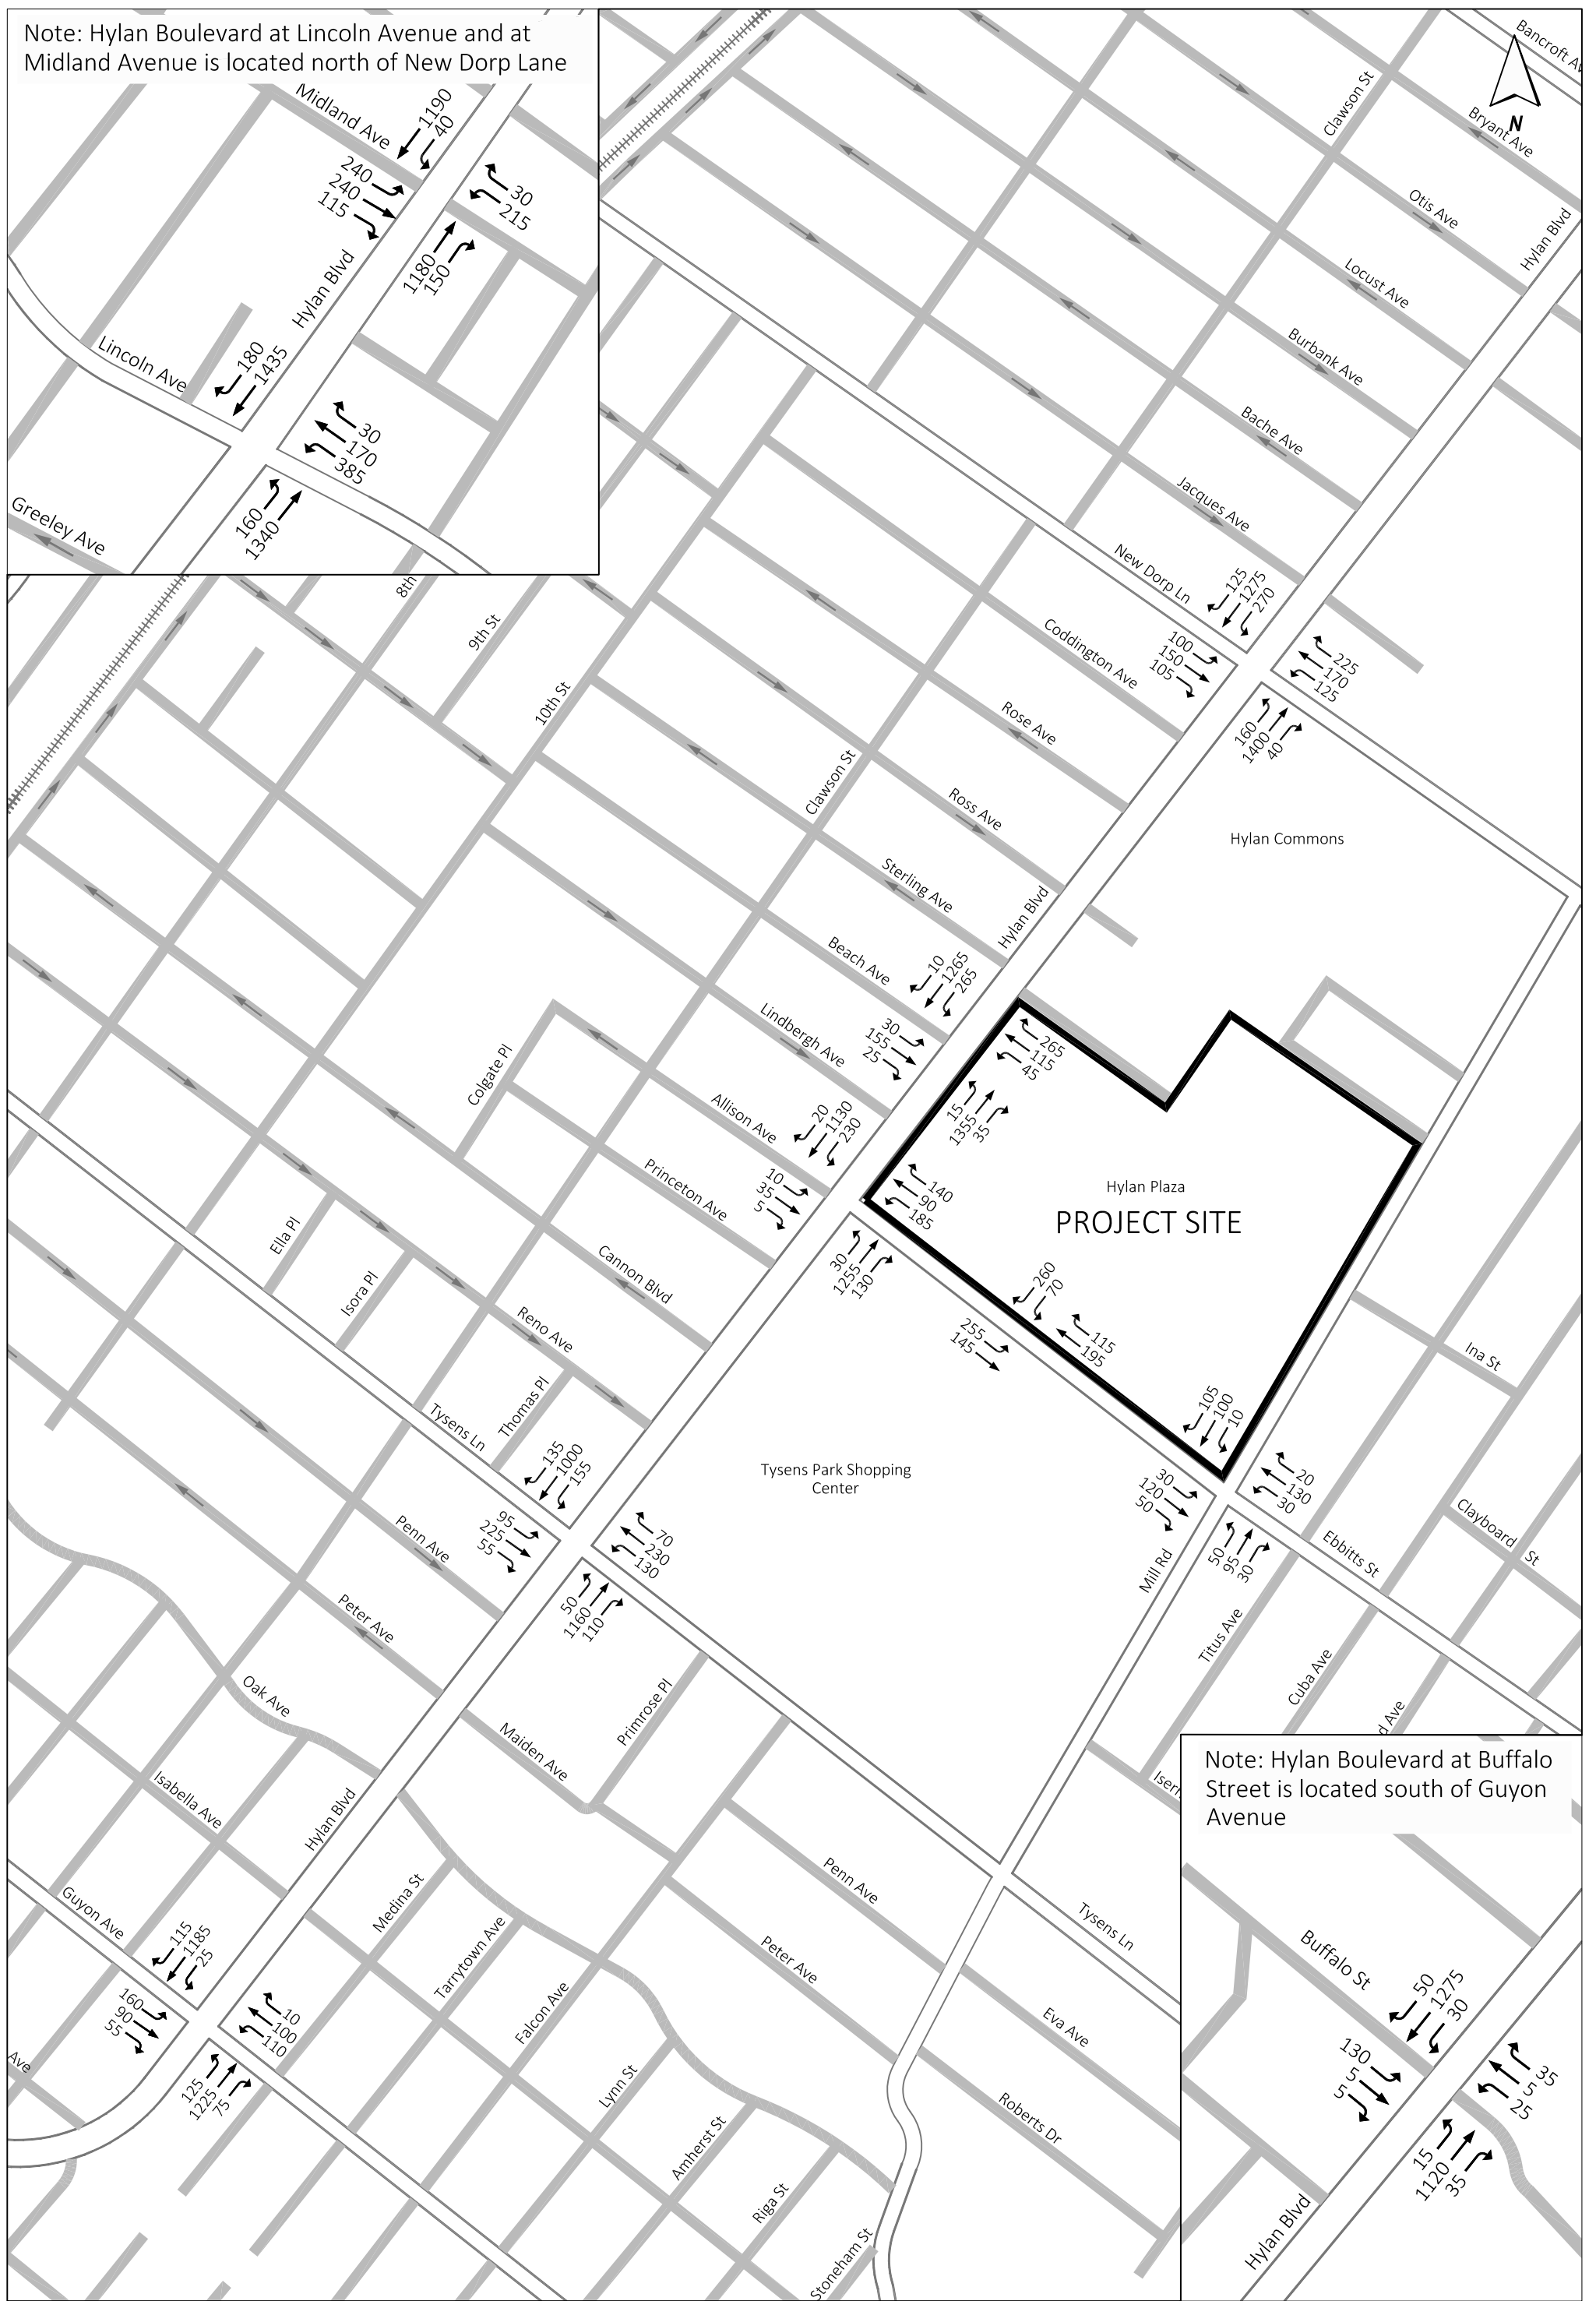 Note: Hylan Boulevard at Lincoln Avenue and at
Midland Avenue is located north of New Dorp Lane
Midland Ave
1190
40
240
240
115
30
215
1180
150
Hylan Blvd
Lincoln Ave
180
1435
30
170
385
160
1340
Greeley Ave
Bancroft Av
Clawson St
N
Bryant Ave
Otis Ave
Hylan Blvd
Locust Ave
Burbank Ave
Bache Ave
Jacques Ave
New Dorp Ln
125
1275
270
100
150
105
225
170
125
160
1400
40
8th
9th St
10th St
Coddington Ave
Rose Ave
Clawson St
Ross Ave
Hylan Commons
Sterling Ave
Hylan Blvd
Beach Ave
10
1265
265
30
155
25
265
115
45
Lindbergh Ave
Colgate Pl
Allison Ave
20
1130
230
15
1355
35
10
35
5
140
90
185
Hylan Plaza
PROJECT SITE
Princeton Ave
30
1255
130
Ella Pl
Isora Pl
Cannon Blvd
260
70
255
145
115
195
Reno Ave
Ina St
Thomas Pl
Tysens Ln
135
1000
155
105
100
10
Tysens Park Shopping
Center
30
120
50
20
130
30
95
225
55
70
230
130
Penn Ave
50
1160
110
50
95
30
Clayboard St
Ebbitts St
Mill Rd
Peter Ave
Titus Ave
Cuba Ave
d Ave
Oak Ave
Primrose Pl
Maiden Ave
Isern
Isabella Ave
Hylan Blvd
Penn Ave
Guyon Ave
115
1185
25
Medina St
Tarrytown Ave
Peter Ave
Tysens Ln
160
90
55
10
100
110
Falcon Ave
Eva Ave
Ave
125
1225
75
Lynn St
Roberts Dr
Amherst St
Riga St
Stoneham St
Note: Hylan Boulevard at Buffalo
Street is located south of Guyon
Avenue
Buffalo St
50
1275
30
130
5
5
35
5
25
15
1120
35
Hylan Blvd